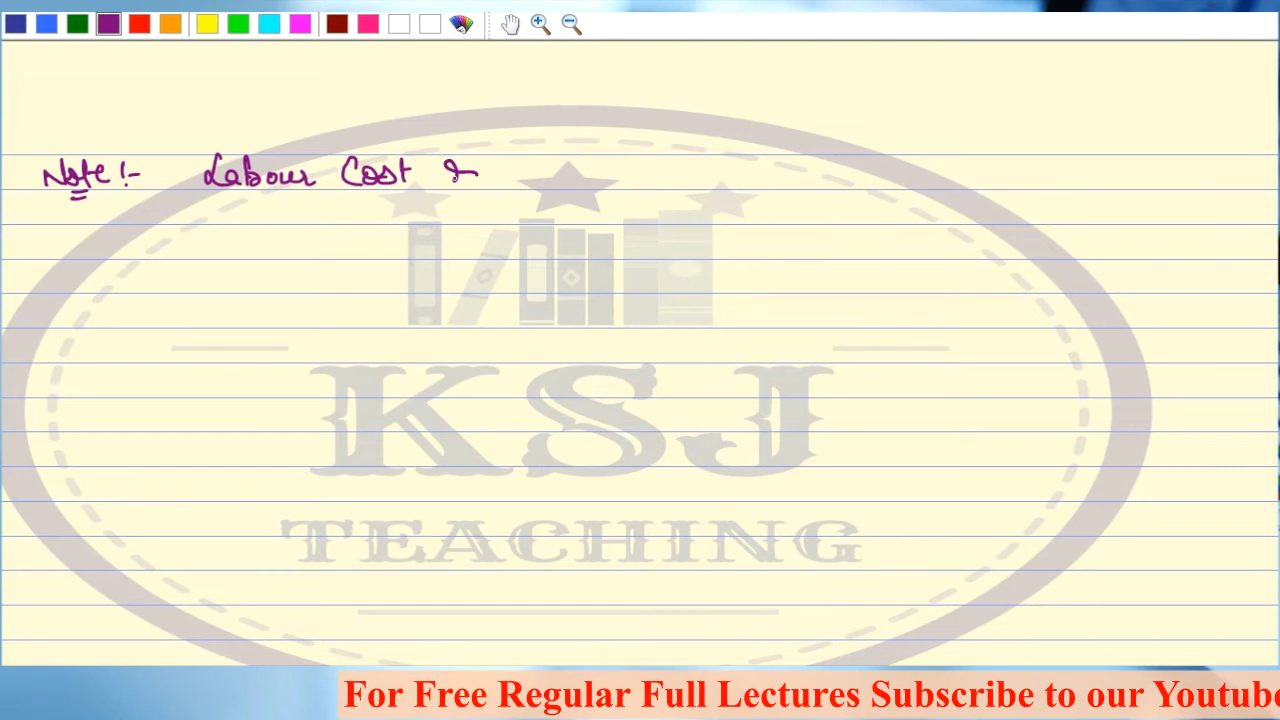 Note :- Labour Cost &
KSJ
TEACHING
For Free Regular Full Lectures Subscribe to our Youtube